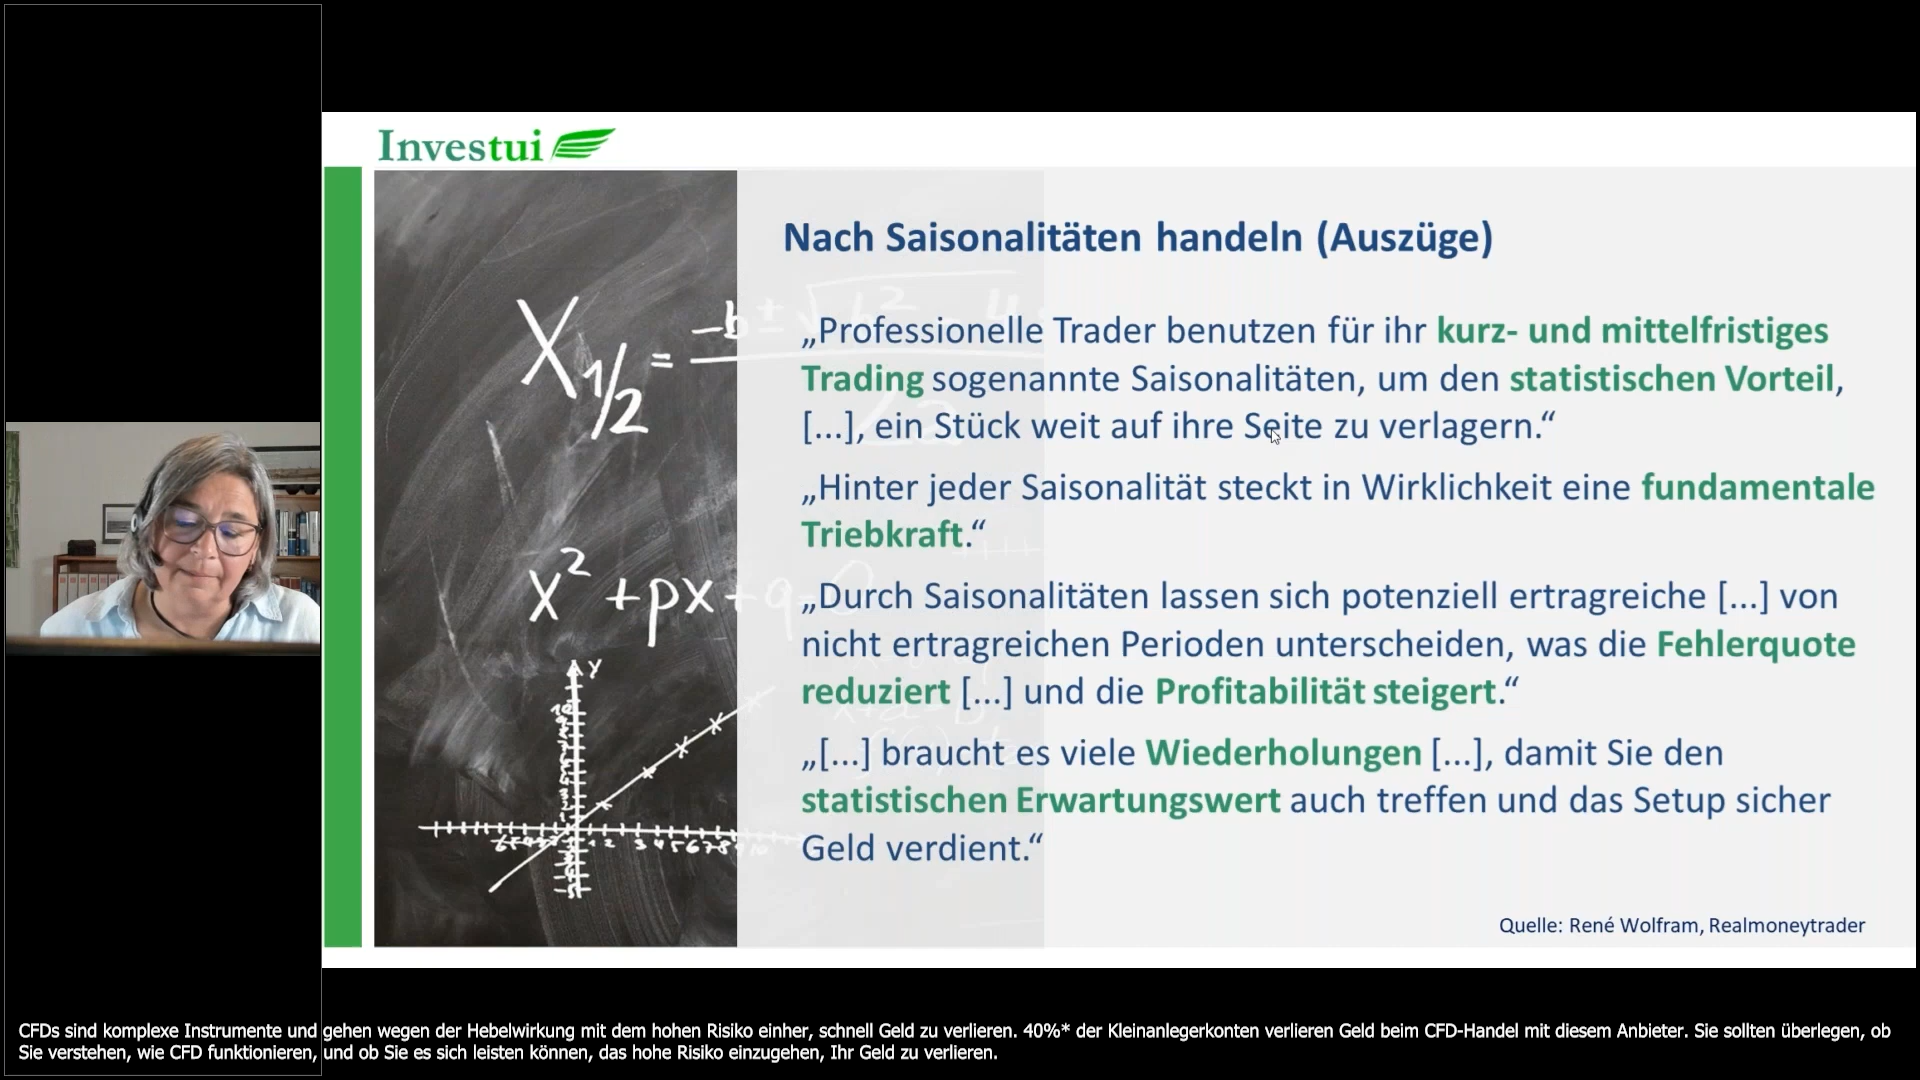 Investui
Nach Saisonalitäten handeln (Auszüge)
„Professionelle Trader benutzen für ihr kurz- und mittelfristiges
Trading sogenannte Saisonalitäten, um den statistischen Vorteil,
[...], ein Stück weit auf ihre Seite zu verlagern.“
„Hinter jeder Saisonalität steckt in Wirklichkeit eine fundamentale
Triebkraft.“
„Durch Saisonalitäten lassen sich potenziell ertragreiche [...] von
nicht ertragreichen Perioden unterscheiden, was die Fehlerquote
reduziert [...] und die Profitabilität steigert.“
„[...] braucht es viele Wiederholungen [...], damit Sie den
statistischen Erwartungswert auch treffen und das Setup sicher
Geld verdient.“
Quelle: René Wolfram, Realmoneytrader
X1/2 = -b±√b²-4
x²+px+q=0
y
CFDs sind komplexe Instrumente und gehen wegen der Hebelwirkung mit dem hohen Risiko einher, schnell Geld zu verlieren. 40%* der Kleinanlegerkonten verlieren Geld beim CFD-Handel mit diesem Anbieter. Sie sollten überlegen, ob
Sie verstehen, wie CFD funktionieren, und ob Sie es sich leisten können, das hohe Risiko einzugehen, Ihr Geld zu verlieren.